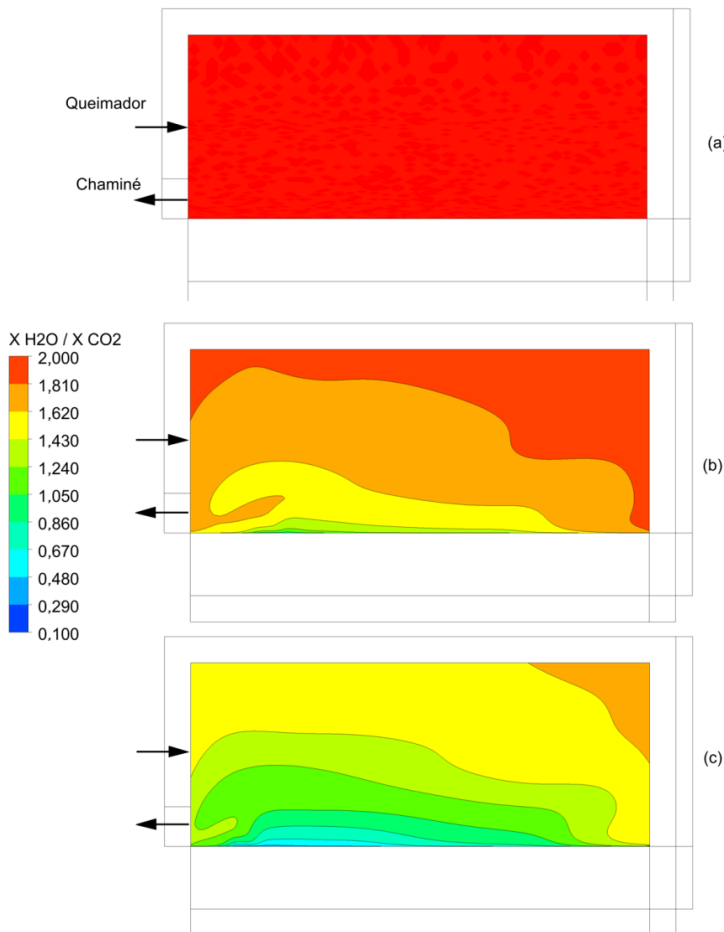 Queimador
(a)
Chaminé
X H2O / X CO2
2,000
1,810
1,620
1,430
1,240
1,050
0,860
0,670
0,480
0,290
0,100
(b)
(c)